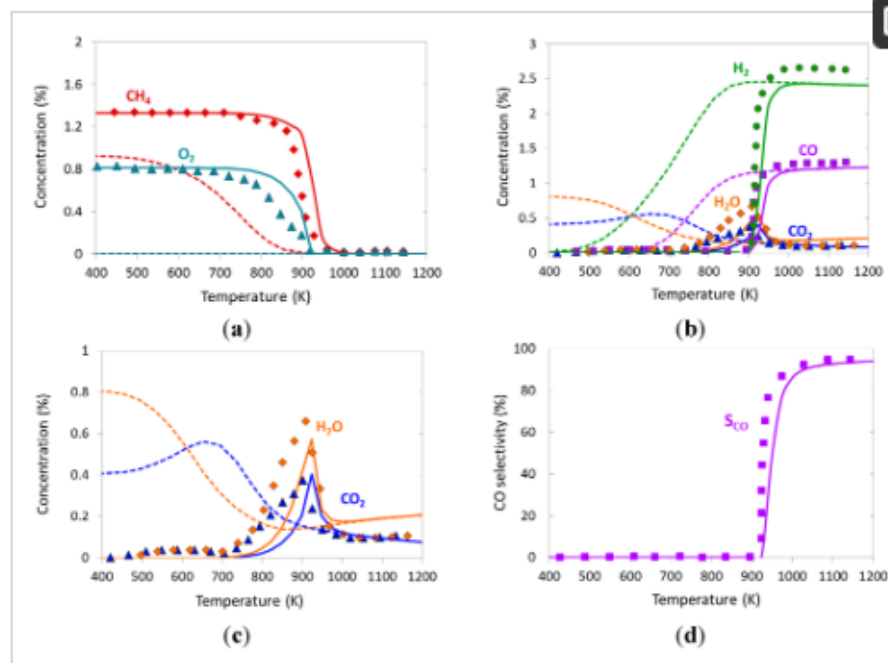 2
1.6
1.2
0.8
0.4
0
Concentration (%)
CH₄
O₂
400 500 600 700 800 900 1000 1100 1200
Temperature (K)
(a)
3
2.5
2
1.5
1
0.5
0
Concentration (%)
H₂
CO
H₂O
CO₂
400 500 600 700 800 900 1000 1100 1200
Temperature (K)
(b)
1
0.8
0.6
0.4
0.2
0
Concentration (%)
H₂O
CO₂
400 500 600 700 800 900 1000 1100 1200
Temperature (K)
(c)
100
80
60
40
20
0
CO selectivity (%)
S_CO
400 500 600 700 800 900 1000 1100 1200
Temperature (K)
(d)